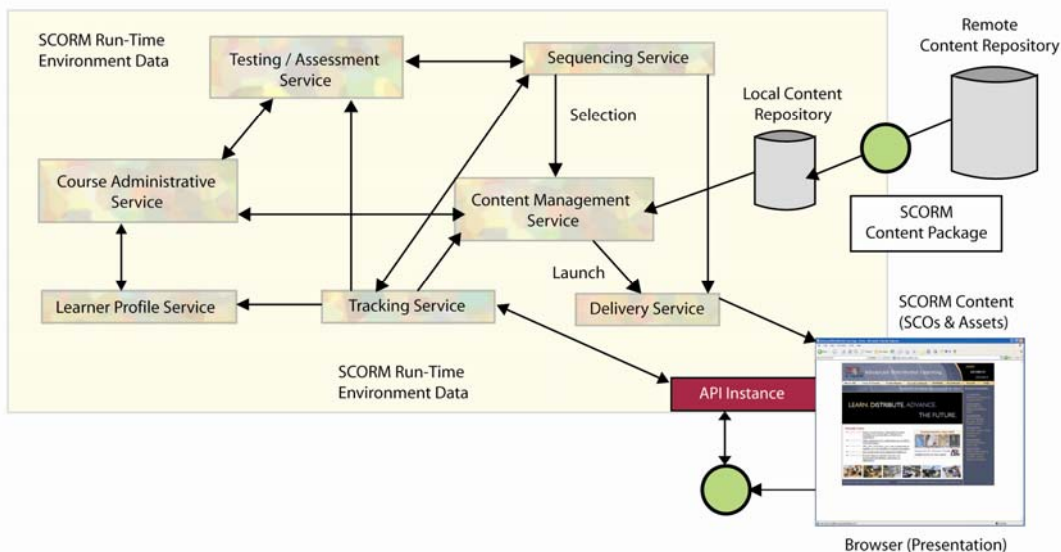 SCORM Run-Time
Environment Data
Testing / Assessment
Service
Sequencing Service
Remote
Content Repository
Local Content
Repository
Selection
Course Administrative
Service
Content Management
Service
SCORM
Content Package
Launch
Learner Profile Service
Tracking Service
Delivery Service
SCORM Content
(SCOs & Assets)
SCORM Run-Time
Environment Data
API Instance
LEARN. DISTRIBUTE. ADVANCE.
THE FUTURE.
Browser (Presentation)